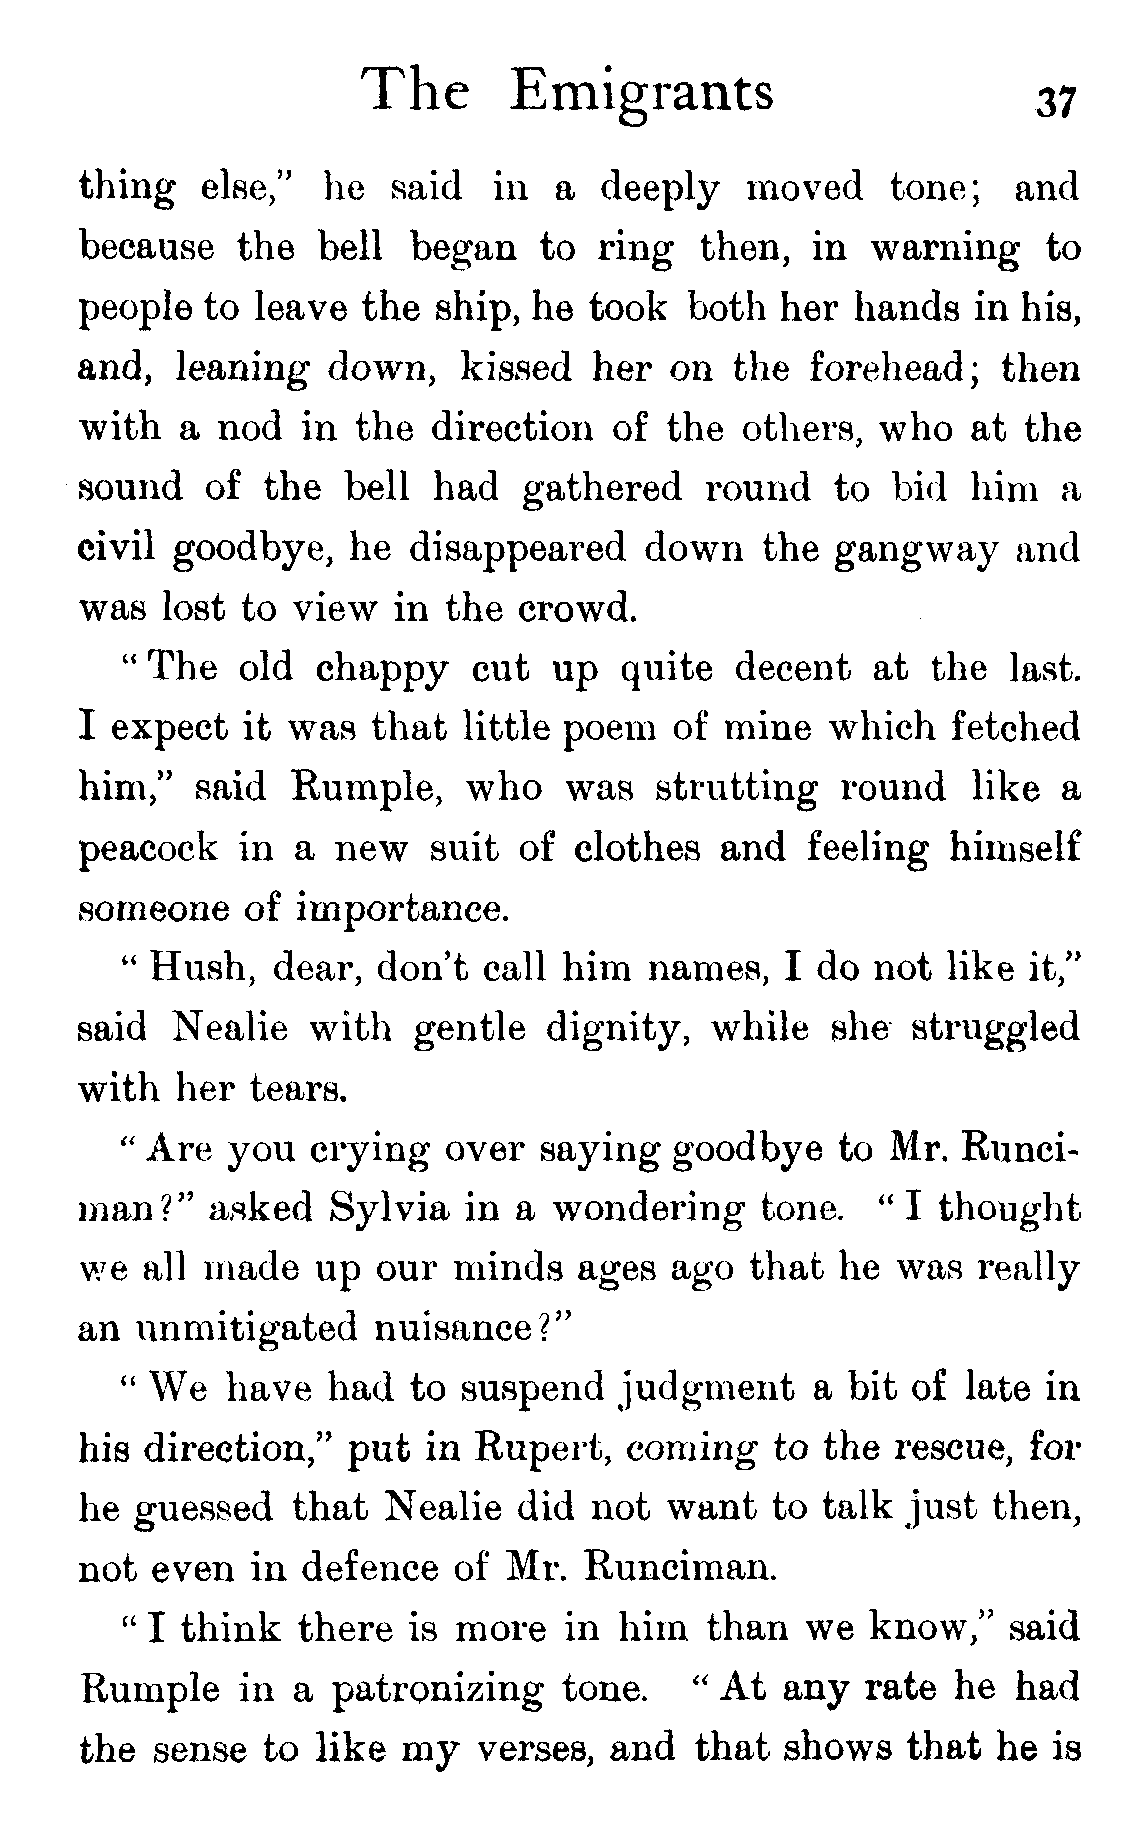 The Emigrants 37
thing else,” he said in a deeply moved tone; and
because the bell began to ring then, in warning to
people to leave the ship, he took both her hands in his,
and, leaning down, kissed her on the forehead; then
with a nod in the direction of the others, who at the
sound of the bell had gathered round to bid him a
civil goodbye, he disappeared down the gangway and
was lost to view in the crowd.
“The old chappy cut up quite decent at the last.
I expect it was that little poem of mine which fetched
him,” said Rumple, who was strutting round like a
peacock in a new suit of clothes and feeling himself
someone of importance.
“Hush, dear, don’t call him names, I do not like it,”
said Nealie with gentle dignity, while she struggled
with her tears.
“Are you crying over saying goodbye to Mr. Runci-
man?” asked Sylvia in a wondering tone. “I thought
we all made up our minds ages ago that he was really
an unmitigated nuisance?”
“We have had to suspend judgment a bit of late in
his direction,” put in Rupert, coming to the rescue, for
he guessed that Nealie did not want to talk just then,
not even in defence of Mr. Runciman.
“I think there is more in him than we know,” said
Rumple in a patronizing tone. “At any rate he had
the sense to like my verses, and that shows that he is